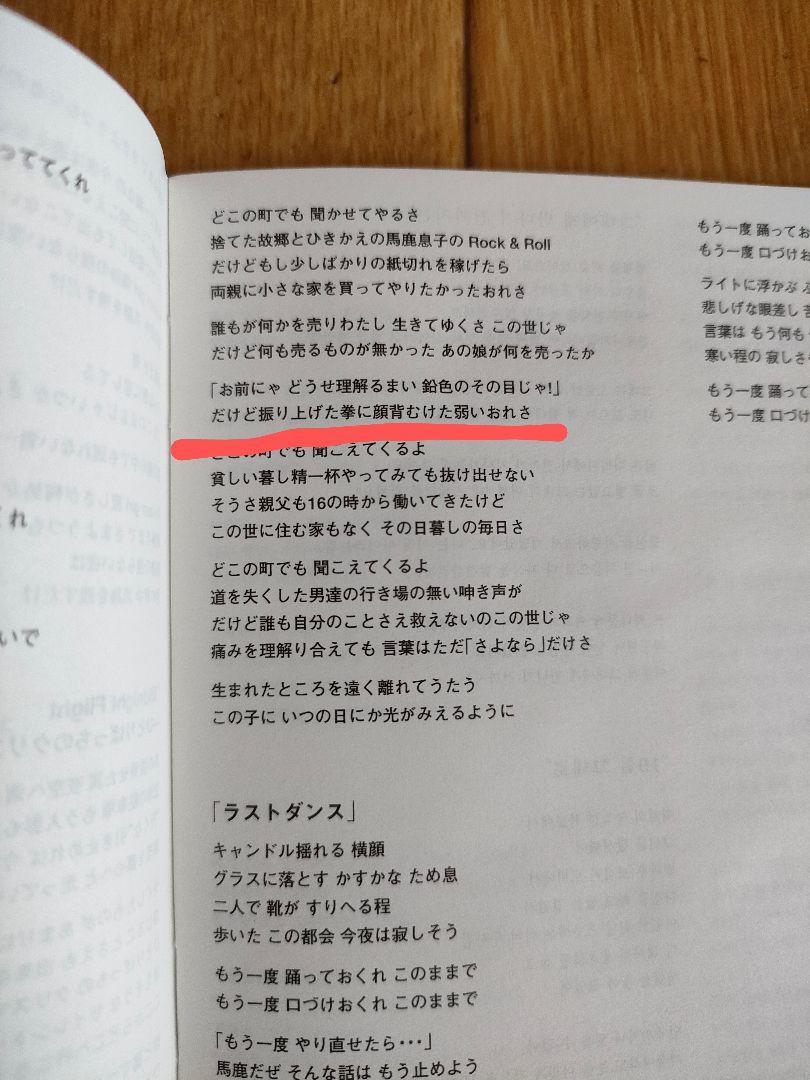 ってくれ
くれ
いで
どこの町でも 聞かせてやるさ
捨てた故郷とひきかえの馬鹿息子の Rock & Roll
だけどもし少しばかりの紙切れを稼げたら
両親に小さな家を買ってやりたかったおれさ
誰もが何かを売りわたし 生きてゆくさ この世じゃ
だけど何も売るものが無かった あの娘が何を売ったか
「お前にゃ どうせ理解るまい 鉛色のその目じゃ!」
だけど振り上げた拳に顔背むけた弱いおれさ
どこの町でも 聞こえてくるよ
貧しい暮し精一杯やってみても抜け出せない
そうさ親父も16の時から働いてきたけど
この世に住む家もなく その日暮しの毎日さ
どこの町でも 聞こえてくるよ
道を失くした男達の行き場の無い呻き声が
だけど誰も自分のことさえ救えないのこの世じゃ
痛みを理解り合えても 言葉はただ「さよなら」だけさ
生まれたところを遠く離れてうたう
この子に いつの日にか光がみえるように
「ラストダンス」
キャンドル揺れる 横顔
グラスに落とす かすかな ため息
二人で 靴が すりへる程
歩いた この都会 今夜は寂しそう
もう一度 踊っておくれ このままで
もう一度 口づけおくれ このままで
「もう一度 やり直せたら・・・」
馬鹿だぜ そんな話は もう止めよう
もう一度 踊ってお
もう一度 口づけお
ライトに浮かぶ
悲しげな眼差し
言葉は もう何も
寒い程の 寂しさ
もう一度 踊って
もう一度 口づけお